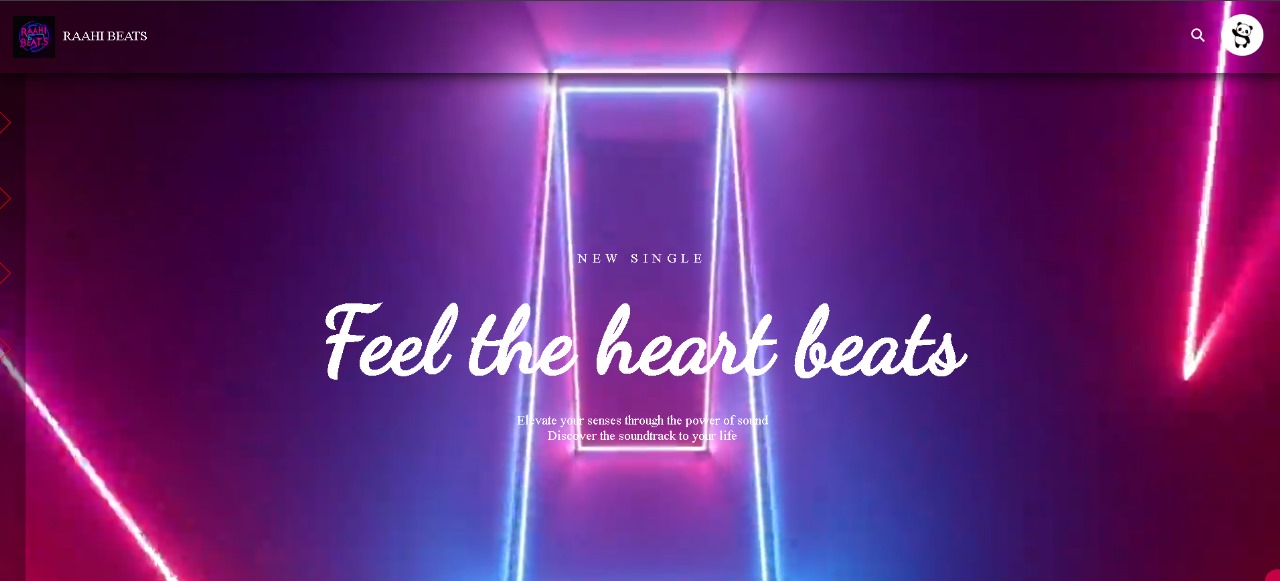 RAAHI
BEATS
RAAHI BEATS
NEW SINGLE
Feel the heart beats
Elevate your senses through the power of sound
Discover the soundtrack to your life